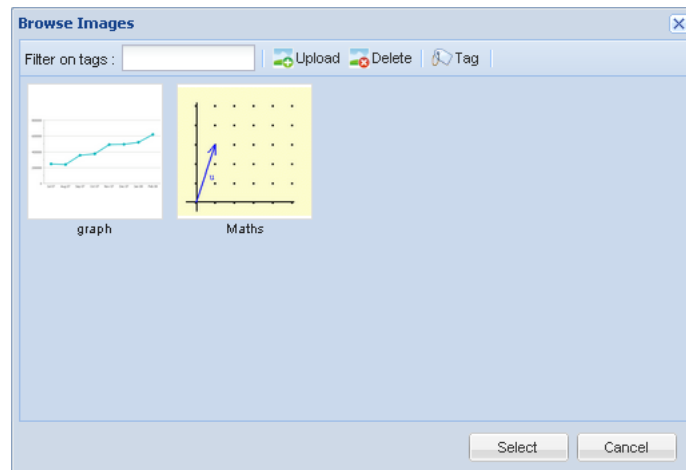 Browse Images
Filter on tags : Upload Delete Tag
u
graph Maths
Select Cancel